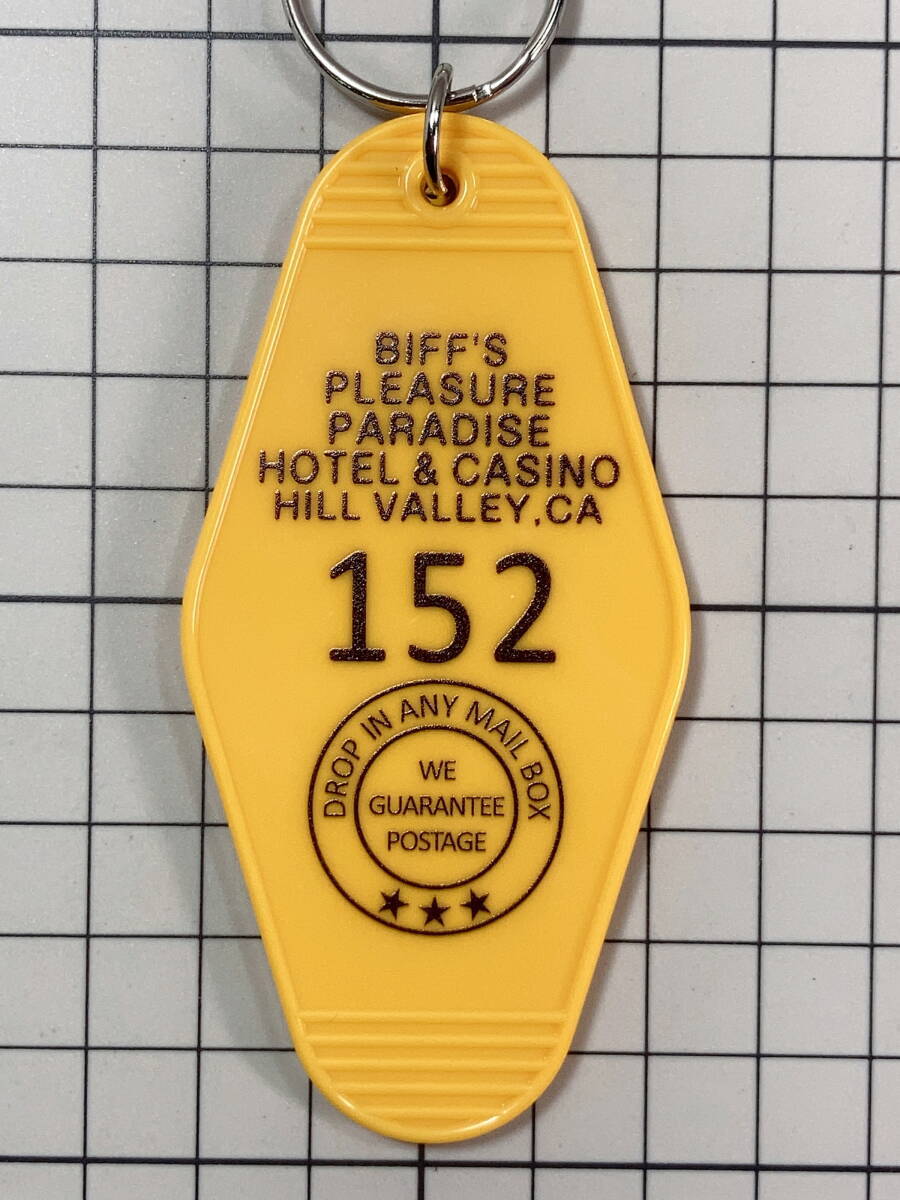 BIFF'S
PLEASURE
PARADISE
HOTEL & CASINO
HILL VALLEY, CA
152
DROP IN ANY MAIL BOX
WE
GUARANTEE
POSTAGE